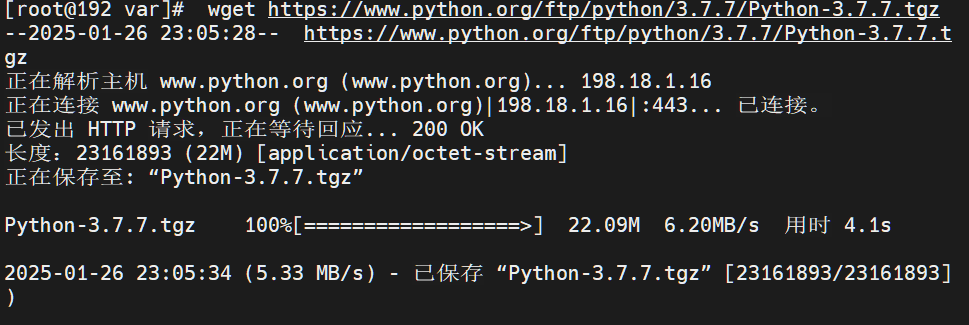 [root@192 var]#  wget https://www.python.org/ftp/python/3.7.7/Python-3.7.7.tgz
--2025-01-26 23:05:28--  https://www.python.org/ftp/python/3.7.7/Python-3.7.7.t
gz
正在解析主机 www.python.org (www.python.org)... 198.18.1.16
正在连接 www.python.org (www.python.org)|198.18.1.16|:443... 已连接。
已发出 HTTP 请求，正在等待回应... 200 OK
长度：23161893 (22M) [application/octet-stream]
正在保存至: “Python-3.7.7.tgz”
Python-3.7.7.tgz    100%[==================>]  22.09M  6.20MB/s  用时 4.1s
2025-01-26 23:05:34 (5.33 MB/s) - 已保存 “Python-3.7.7.tgz” [23161893/23161893]
)